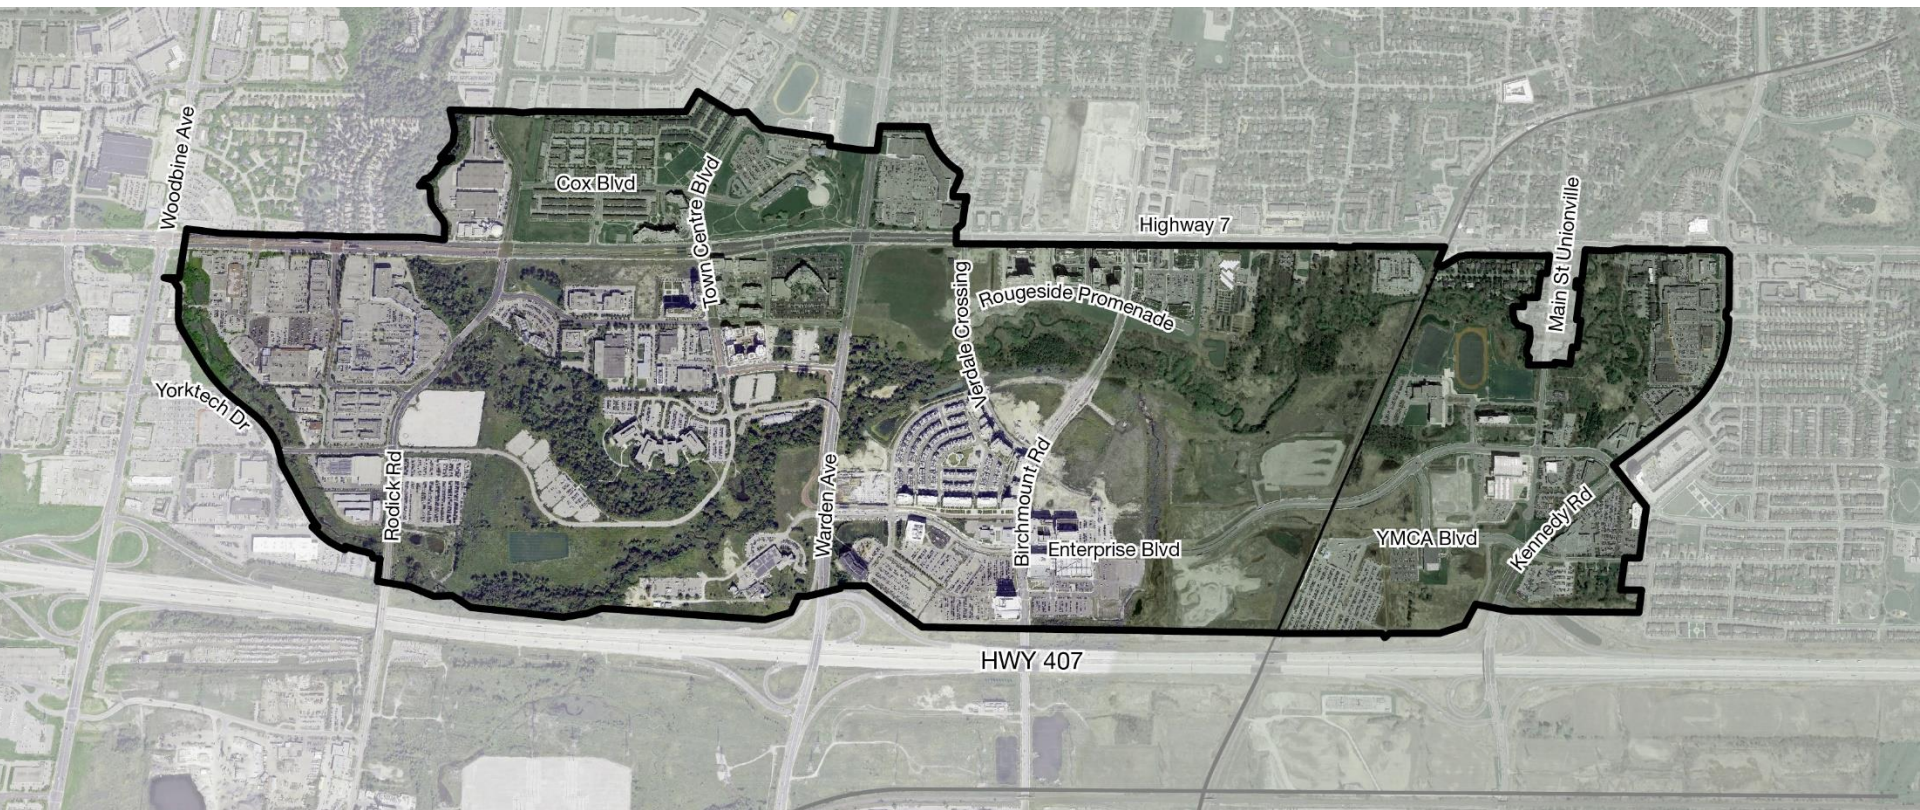 Woodbine Ave
Cox Blvd
Town Centre Blvd
Highway 7
Main St Unionville
Verdale Crossing
Rougeside Promenade
Yorktech Dr
Rodick Rd
Warden Ave
Birchmount Rd
Enterprise Blvd
YMCA Blvd
Kennedy Rd
HWY 407